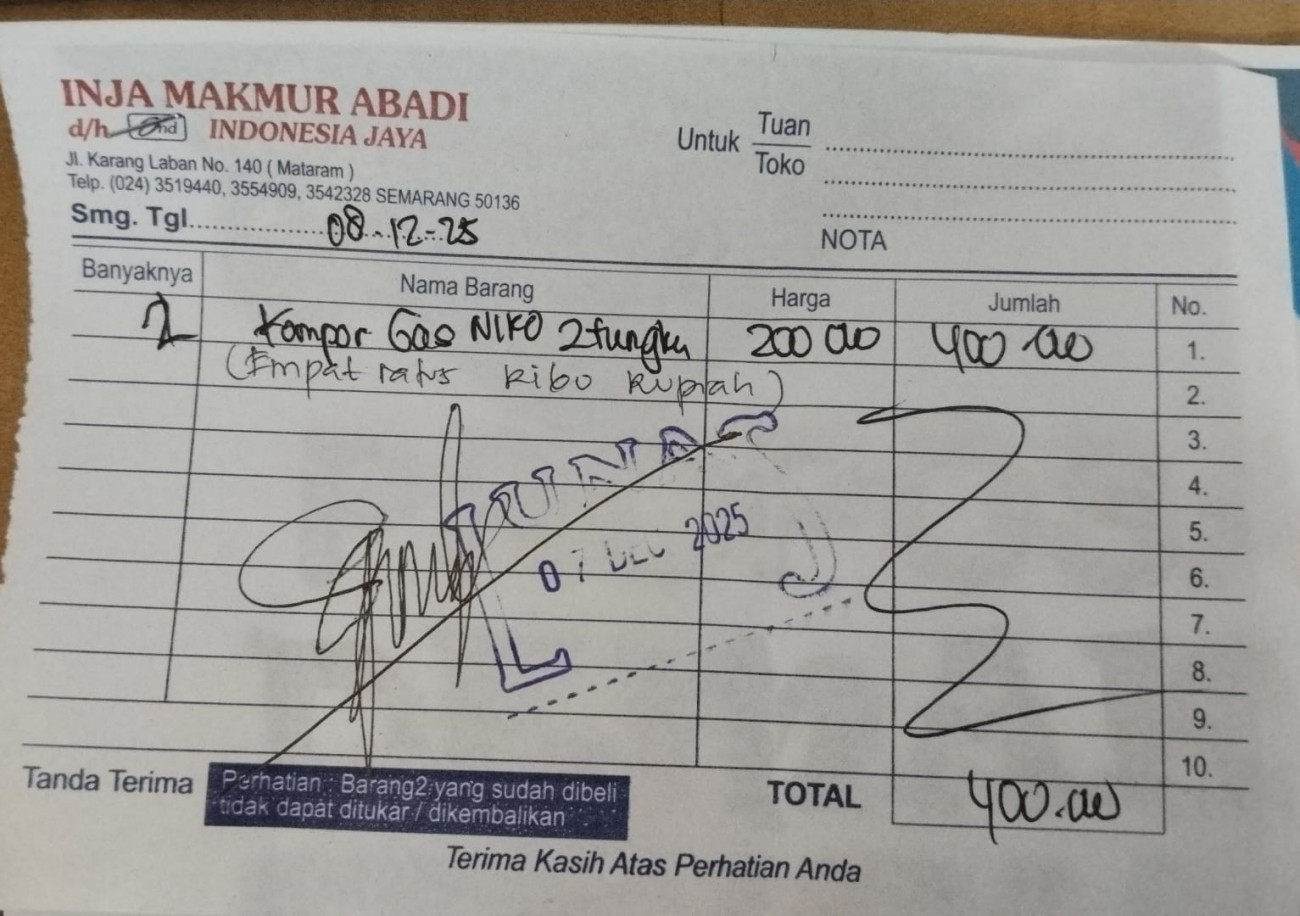 INJA MAKMUR ABADI
d/h Ond INDONESIA JAYA
Jl. Karang Laban No. 140 ( Mataram )
Telp. (024) 3519440, 3554909, 3542328 SEMARANG 50136
Smg. Tgl. 08-12-25
Untuk Tuan
Toko
NOTA
Banyaknya Nama Barang Harga Jumlah No.
2 Kompor Gas NIKO 2 tungku 200 000 400.000 1.
(Empat ratus ribo Rupiah) 2.
3.
4.
5.
6.
7.
8.
9.
10.
LUNAS
07 DEC 2025
Tanda Terima
Perhatian : Barang2 yang sudah dibeli
tidak dapat ditukar / dikembalikan
TOTAL 400.000
Terima Kasih Atas Perhatian Anda